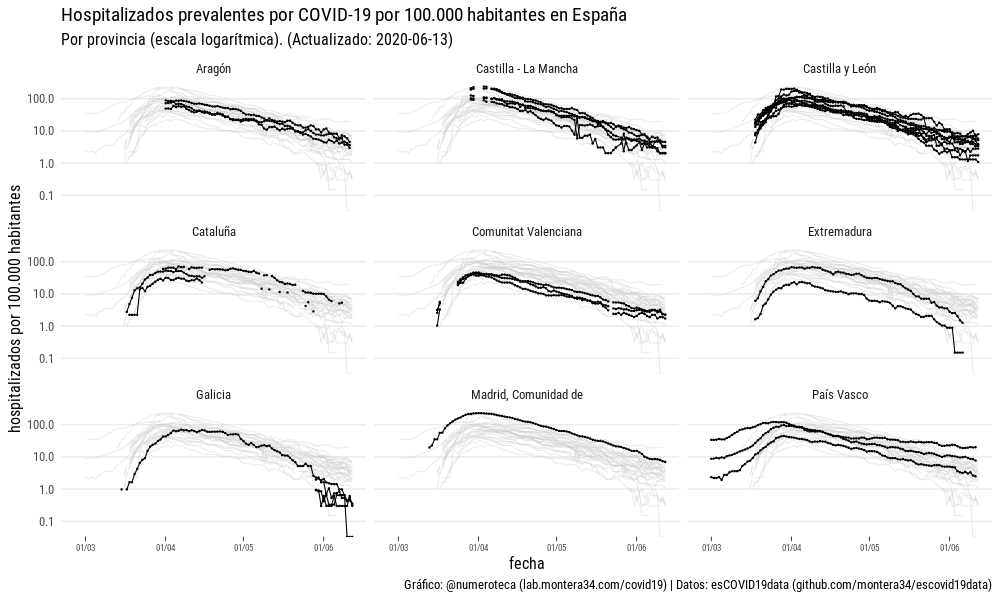 Hospitalizados prevalentes por COVID-19 por 100.000 habitantes en España
Por provincia (escala logarítmica). (Actualizado: 2020-06-13)
Aragón
Castilla - La Mancha
Castilla y León
100.0
10.0
1.0
0.1
Cataluña
Comunitat Valenciana
Extremadura
100.0
10.0
1.0
0.1
Galicia
Madrid, Comunidad de
País Vasco
100.0
10.0
1.0
0.1
hospitalizados por 100.000 habitantes
01/03 01/04 01/05 01/06
01/03 01/04 01/05 01/06
01/03 01/04 01/05 01/06
fecha
Gráfico: @numeroteca (lab.montera34.com/covid19) | Datos: esCOVID19data (github.com/montera34/escovid19data)